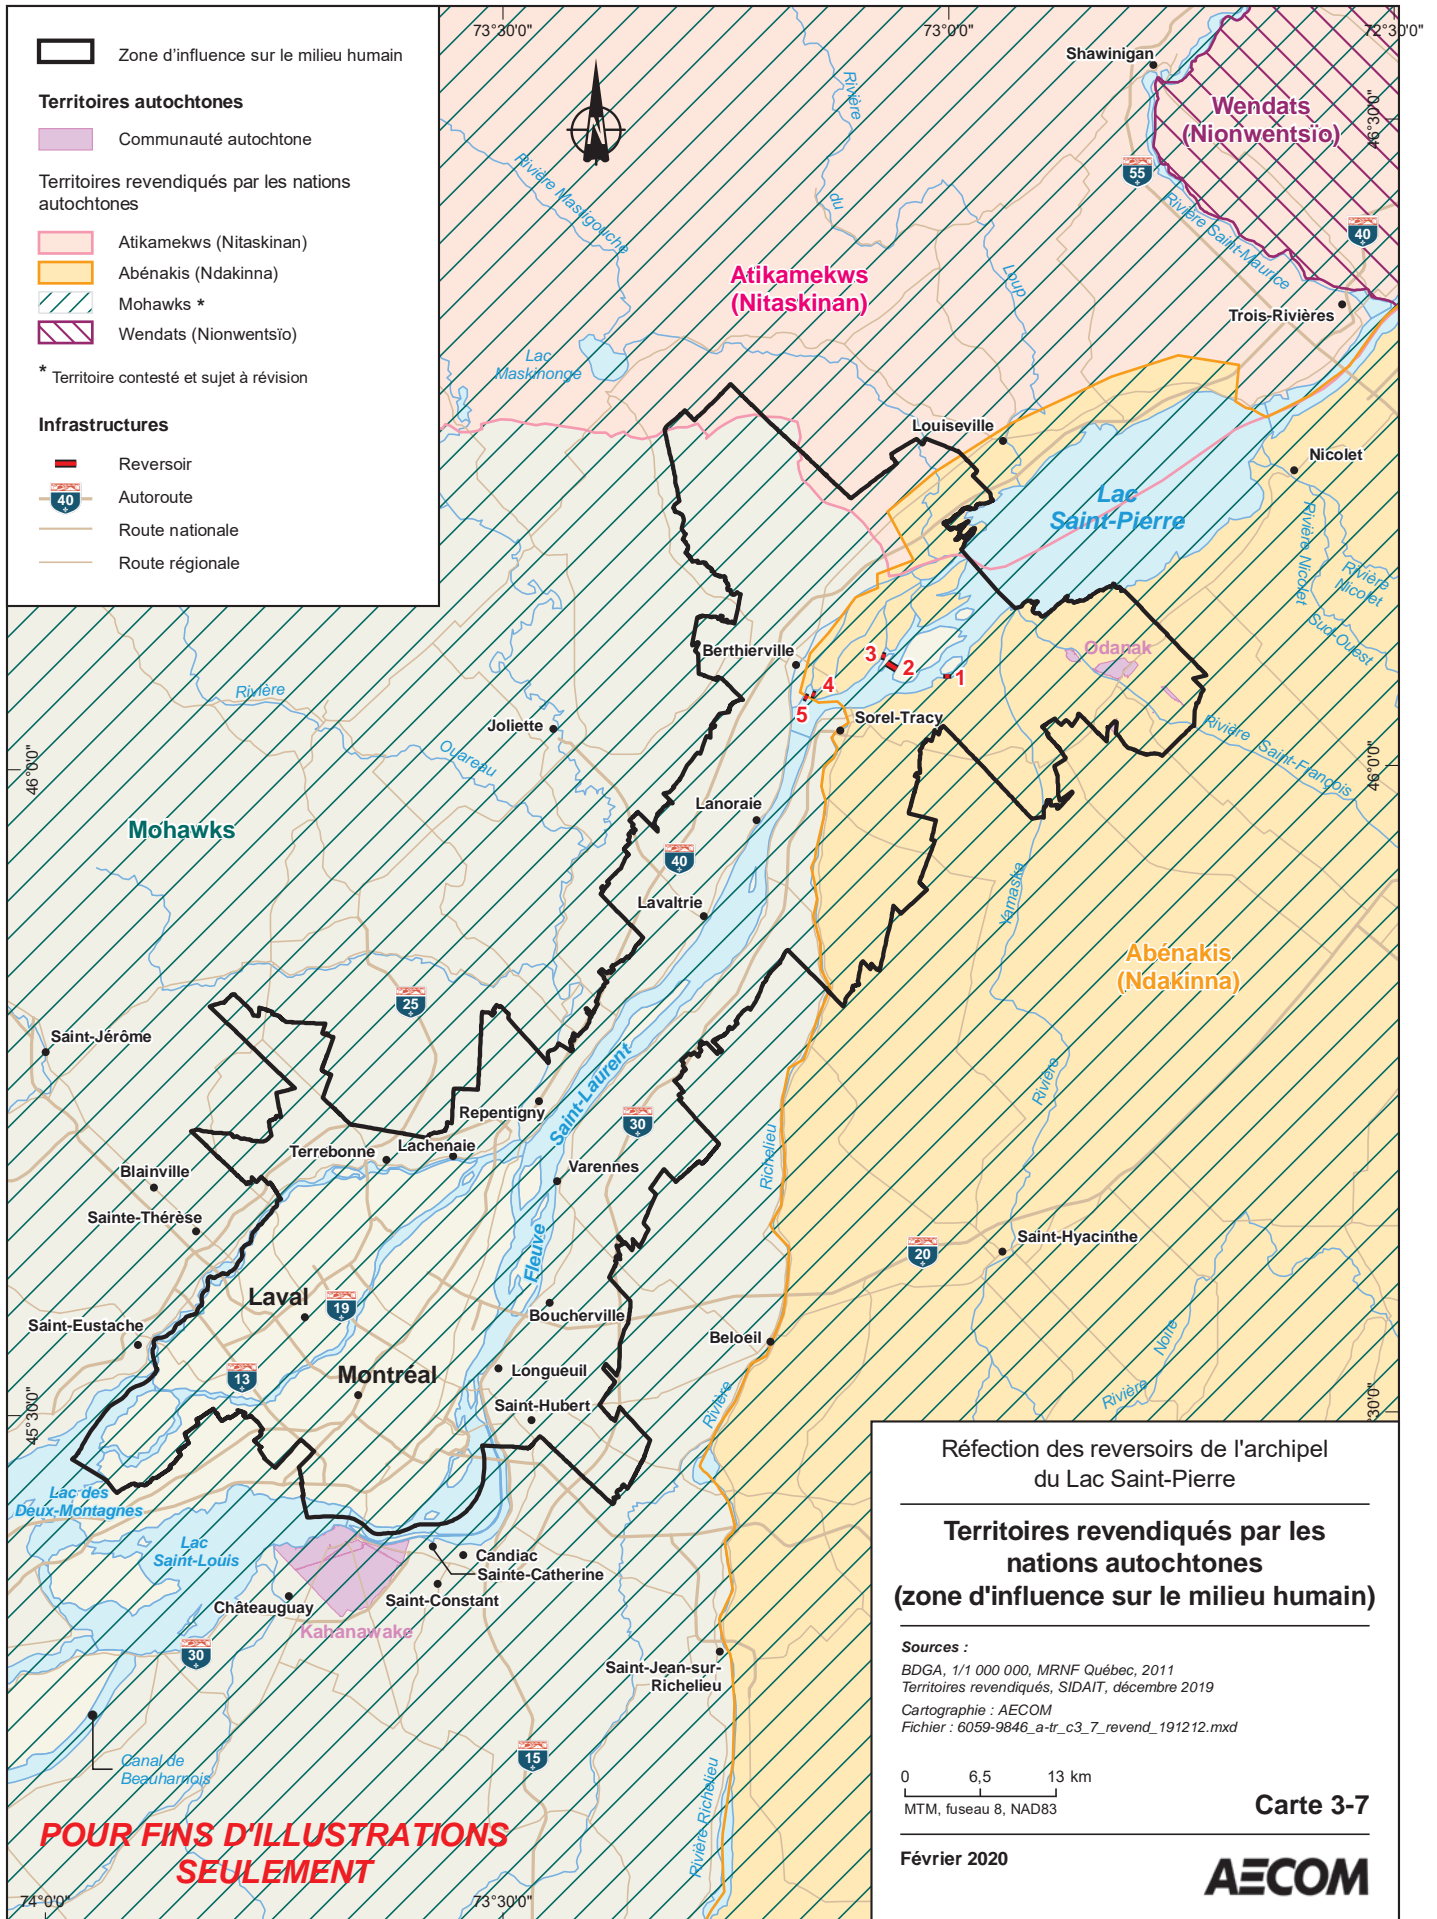 Zone d'influence sur le milieu humain
Territoires autochtones
Communauté autochtone
Territoires revendiqués par les nations
autochtones
Atikamekws (Nitaskinan)
Abénakis (Ndakinna)
Mohawks *
Wendats (Nionwentsïo)
* Territoire contesté et sujet à révision
Infrastructures
Reversoir
40
Autoroute
Route nationale
Route régionale
73°30'0"
73°0'0"
72°30'0"
46°30'0"
N
Shawinigan
Wendats
(Nionwentsïo)
55
40
Rivière Saint-Maurice
Trois-Rivières
Rivière
du
Loup
Rivière Mastigouche
Atikamekws
(Nitaskinan)
Lac
Maskinongé
Louiseville
Nicolet
Lac
Saint-Pierre
Rivière Nicolet
Rivière
Nicolet
Sud-Ouest
Odanak
Berthierville
3
2
1
4
5
Sorel-Tracy
Rivière Saint-François
Rivière
Joliette
Ouareau
46°0'0"
46°0'0"
Lanoraie
Mohawks
40
Lavaltrie
Yamaska
Abénakis
(Ndakinna)
25
Saint-Jérôme
Saint-Laurent
Rivière
Repentigny
30
Terrebonne
Lachenaie
Varennes
Richelieu
Blainville
Sainte-Thérèse
Fleuve
Saint-Hyacinthe
20
Laval
19
Boucherville
Saint-Eustache
Beloeil
Noire
13
Montréal
Longueuil
Rivière
Rivière
Saint-Hubert
45°30'0"
30'0"
Lac des
Deux-Montagnes
Lac
Saint-Louis
Candiac
Sainte-Catherine
Saint-Constant
Châteauguay
Kahanawake
30
Saint-Jean-sur-
Richelieu
Canal de
Beauharnois
15
Rivière Richelieu
POUR FINS D'ILLUSTRATIONS
SEULEMENT
74°0'0"
73°30'0"
Réfection des reversoirs de l'archipel
du Lac Saint-Pierre
Territoires revendiqués par les
nations autochtones
(zone d'influence sur le milieu humain)
Sources :
BDGA, 1/1 000 000, MRNF Québec, 2011
Territoires revendiqués, SIDAIT, décembre 2019
Cartographie : AECOM
Fichier : 6059-9846_a-tr_c3_7_revend_191212.mxd
0 6,5 13 km
MTM, fuseau 8, NAD83
Carte 3-7
Février 2020
AECOM